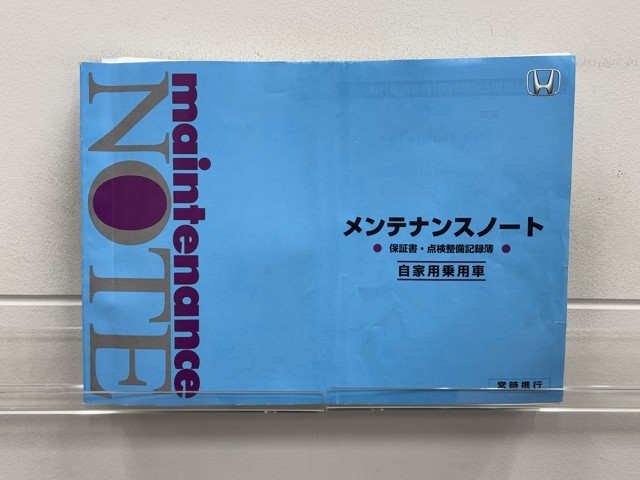 maintenance
NOTE
メンテナンスノート
● 保証書・点検整備記録簿 ●
自家用乗用車
常時携行